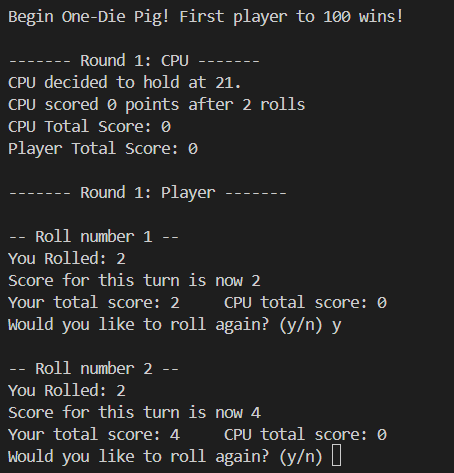 Begin One-Die Pig! First player to 100 wins!
------- Round 1: CPU -------
CPU decided to hold at 21.
CPU scored 0 points after 2 rolls
CPU Total Score: 0
Player Total Score: 0
------- Round 1: Player -------
-- Roll number 1 --
You Rolled: 2
Score for this turn is now 2
Your total score: 2     CPU total score: 0
Would you like to roll again? (y/n) y
-- Roll number 2 --
You Rolled: 2
Score for this turn is now 4
Your total score: 4     CPU total score: 0
Would you like to roll again? (y/n)